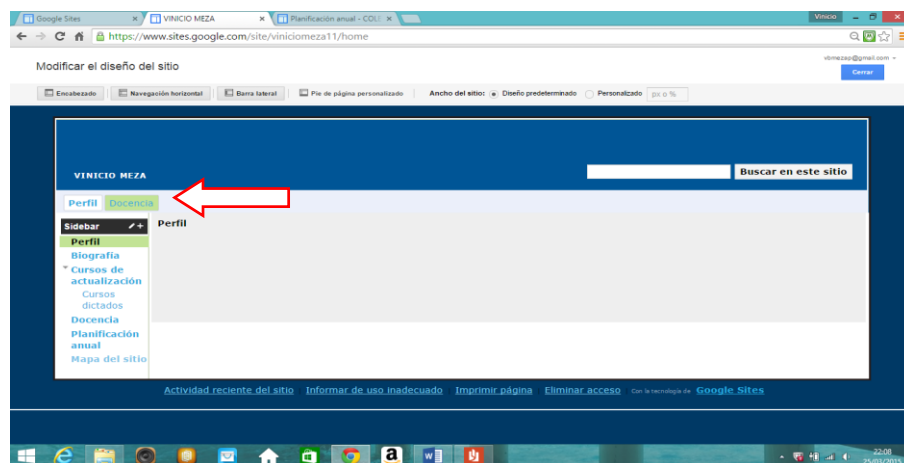 Google Sites
VINICIO MEZA
Planificación anual - COLE
Vinicio
https://www.sites.google.com/site/viniciomeza11/home
Modificar el diseño del sitio
vbmezap@gmail.com
Cerrar
Encabezado
Navegación horizontal
Barra lateral
Pie de página personalizado
Ancho del sitio:
Diseño predeterminado
Personalizado
px o %
VINICIO MEZA
Buscar en este sitio
Perfil Docencia
Sidebar
Perfil
Perfil
Biografía
Cursos de
actualización
Cursos
dictados
Docencia
Planificación
anual
Mapa del sitio
Actividad reciente del sitio Informar de uso inadecuado Imprimir página Eliminar acceso Con la tecnología de Google Sites
22:08
25/01/2015